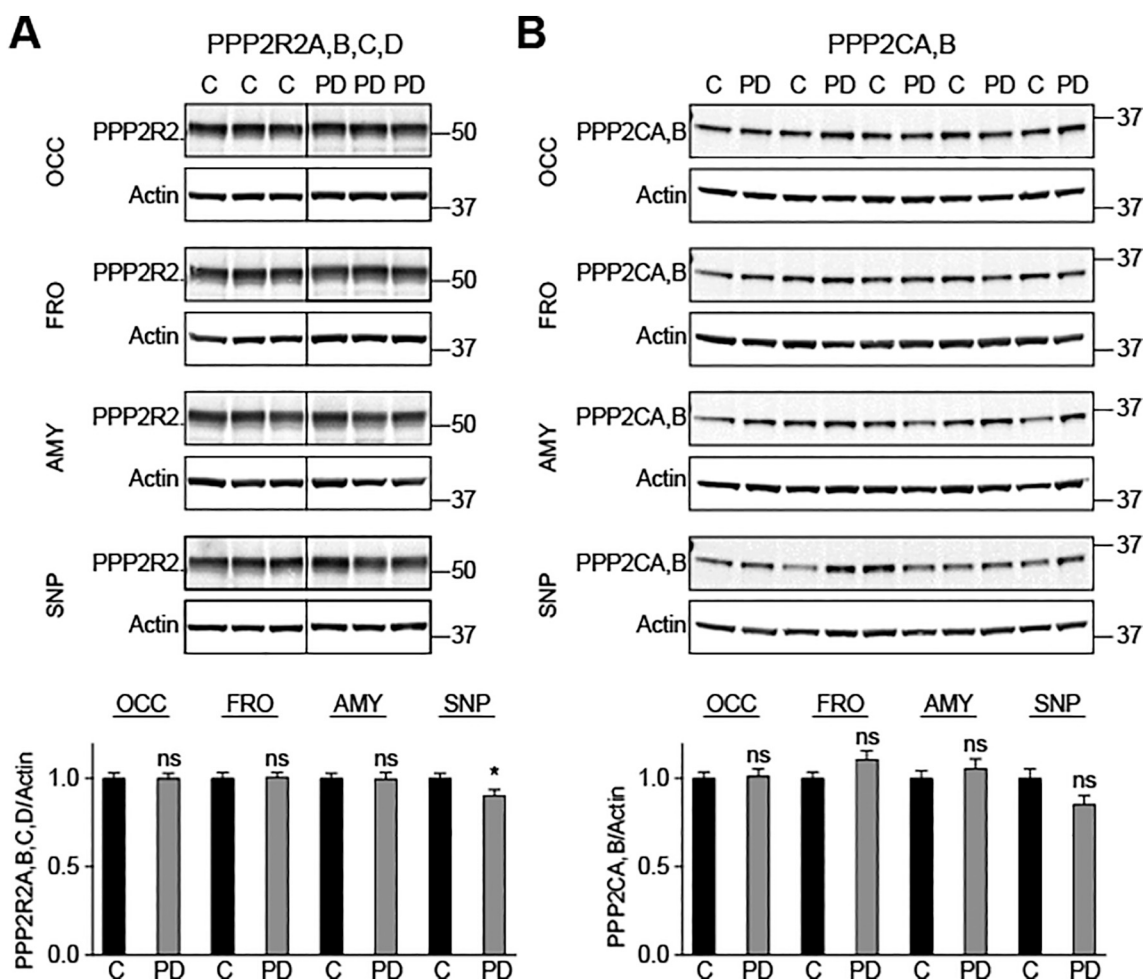 A
PPP2R2A,B,C,D
C C C PD PD PD
OCC
PPP2R2
50
Actin
37
FRO
PPP2R2
50
Actin
37
AMY
PPP2R2
50
Actin
37
SNP
PPP2R2
50
Actin
37
OCC FRO AMY SNP
PPP2R2A,B,C,D/Actin
1.0
0.5
0.0
ns ns ns *
C PD C PD C PD C PD
B
PPP2CA,B
C PD C PD C PD C PD C PD
OCC
PPP2CA,B
37
Actin
37
FRO
PPP2CA,B
37
Actin
37
AMY
PPP2CA,B
37
Actin
37
SNP
PPP2CA,B
37
Actin
37
OCC FRO AMY SNP
PPP2CA,B/Actin
1.0
0.5
0.0
ns ns ns ns
C PD C PD C PD C PD